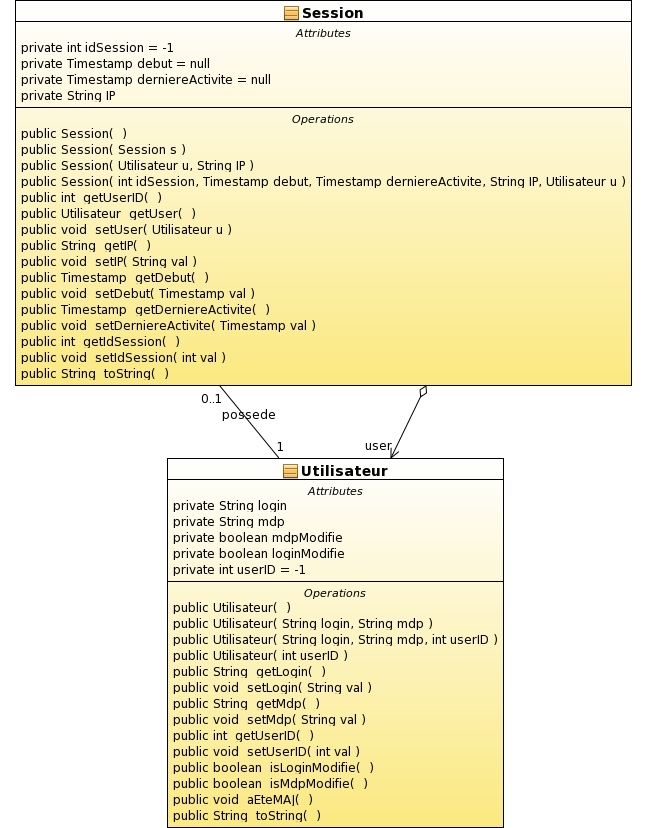 Session
Attributes
private int idSession = -1
private Timestamp debut = null
private Timestamp derniereActivite = null
private String IP
Operations
public Session(  )
public Session( Session s )
public Session( Utilisateur u, String IP )
public Session( int idSession, Timestamp debut, Timestamp derniereActivite, String IP, Utilisateur u )
public int  getUserID(  )
public Utilisateur  getUser(  )
public void  setUser( Utilisateur u )
public String  getIP(  )
public void  setIP( String val )
public Timestamp  getDebut(  )
public void  setDebut( Timestamp val )
public Timestamp  getDerniereActivite(  )
public void  setDerniereActivite( Timestamp val )
public int  getIdSession(  )
public void  setIdSession( int val )
public String  toString(  )
0..1
possede
1
user
Utilisateur
Attributes
private String login
private String mdp
private boolean mdpModifie
private boolean loginModifie
private int userID = -1
Operations
public Utilisateur(  )
public Utilisateur( String login, String mdp )
public Utilisateur( String login, String mdp, int userID )
public Utilisateur( int userID )
public String  getLogin(  )
public void  setLogin( String val )
public String  getMdp(  )
public void  setMdp( String val )
public int  getUserID(  )
public void  setUserID( int val )
public boolean  isLoginModifie(  )
public boolean  isMdpModifie(  )
public void  aEteMAJ(  )
public String  toString(  )